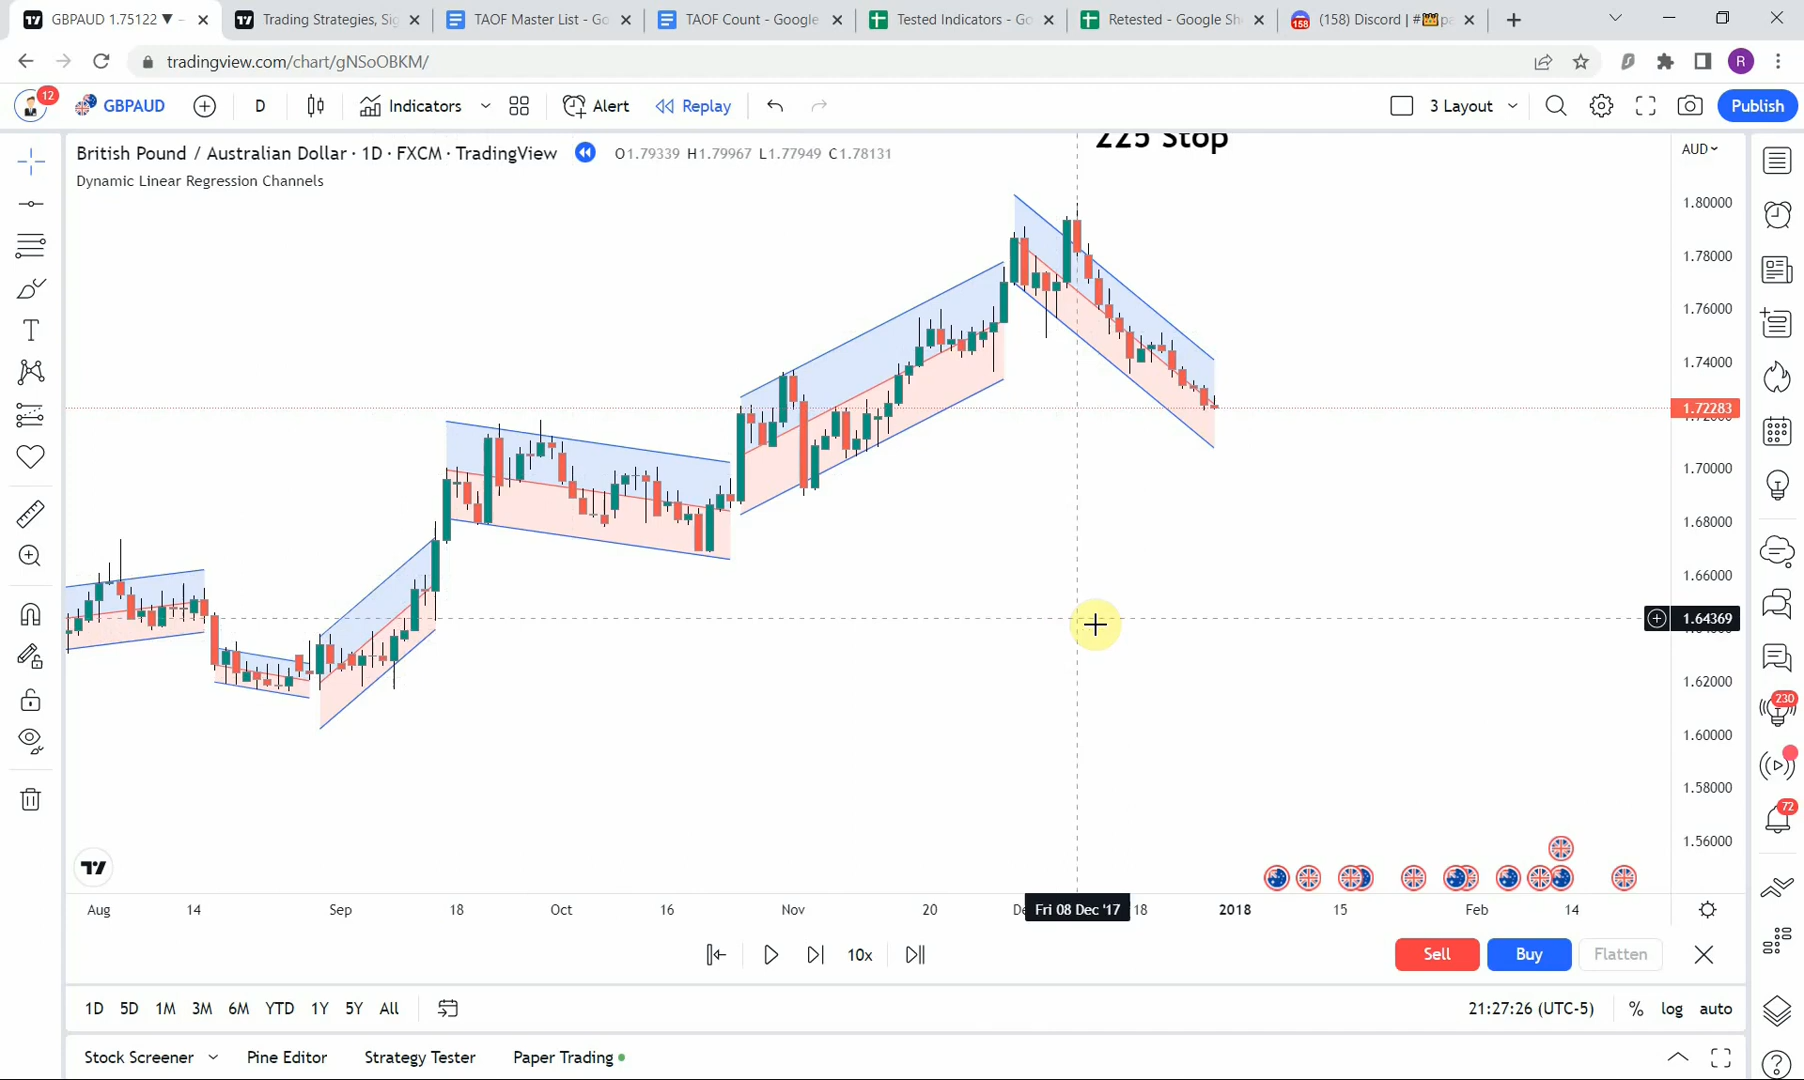 GBPAUD 1.75122 ▼ –
Trading Strategies, Sig
TAOF Master List - Go
TAOF Count - Google
Tested Indicators - Go
Retested - Google She
(158) Discord | #
tradingview.com/chart/gNSoOBKM/
R
12
GBPAUD
D
Indicators
Alert
Replay
3 Layout
Publish
British Pound / Australian Dollar · 1D · FXCM · TradingView
O1.79339 H1.79967 L1.77949 C1.78131
Dynamic Linear Regression Channels
225 Stop
AUD
1.80000
1.78000
1.76000
1.74000
1.72283
1.70000
1.68000
1.66000
1.64369
1.62000
1.60000
1.58000
1.56000
230
72
Aug
14
Sep
18
Oct
16
Nov
20
Fri 08 Dec '17
18
2018
15
Feb
14
10x
Sell
Buy
Flatten
1D
5D
1M
3M
6M
YTD
1Y
5Y
All
21:27:26 (UTC-5)
%
log
auto
Stock Screener
Pine Editor
Strategy Tester
Paper Trading